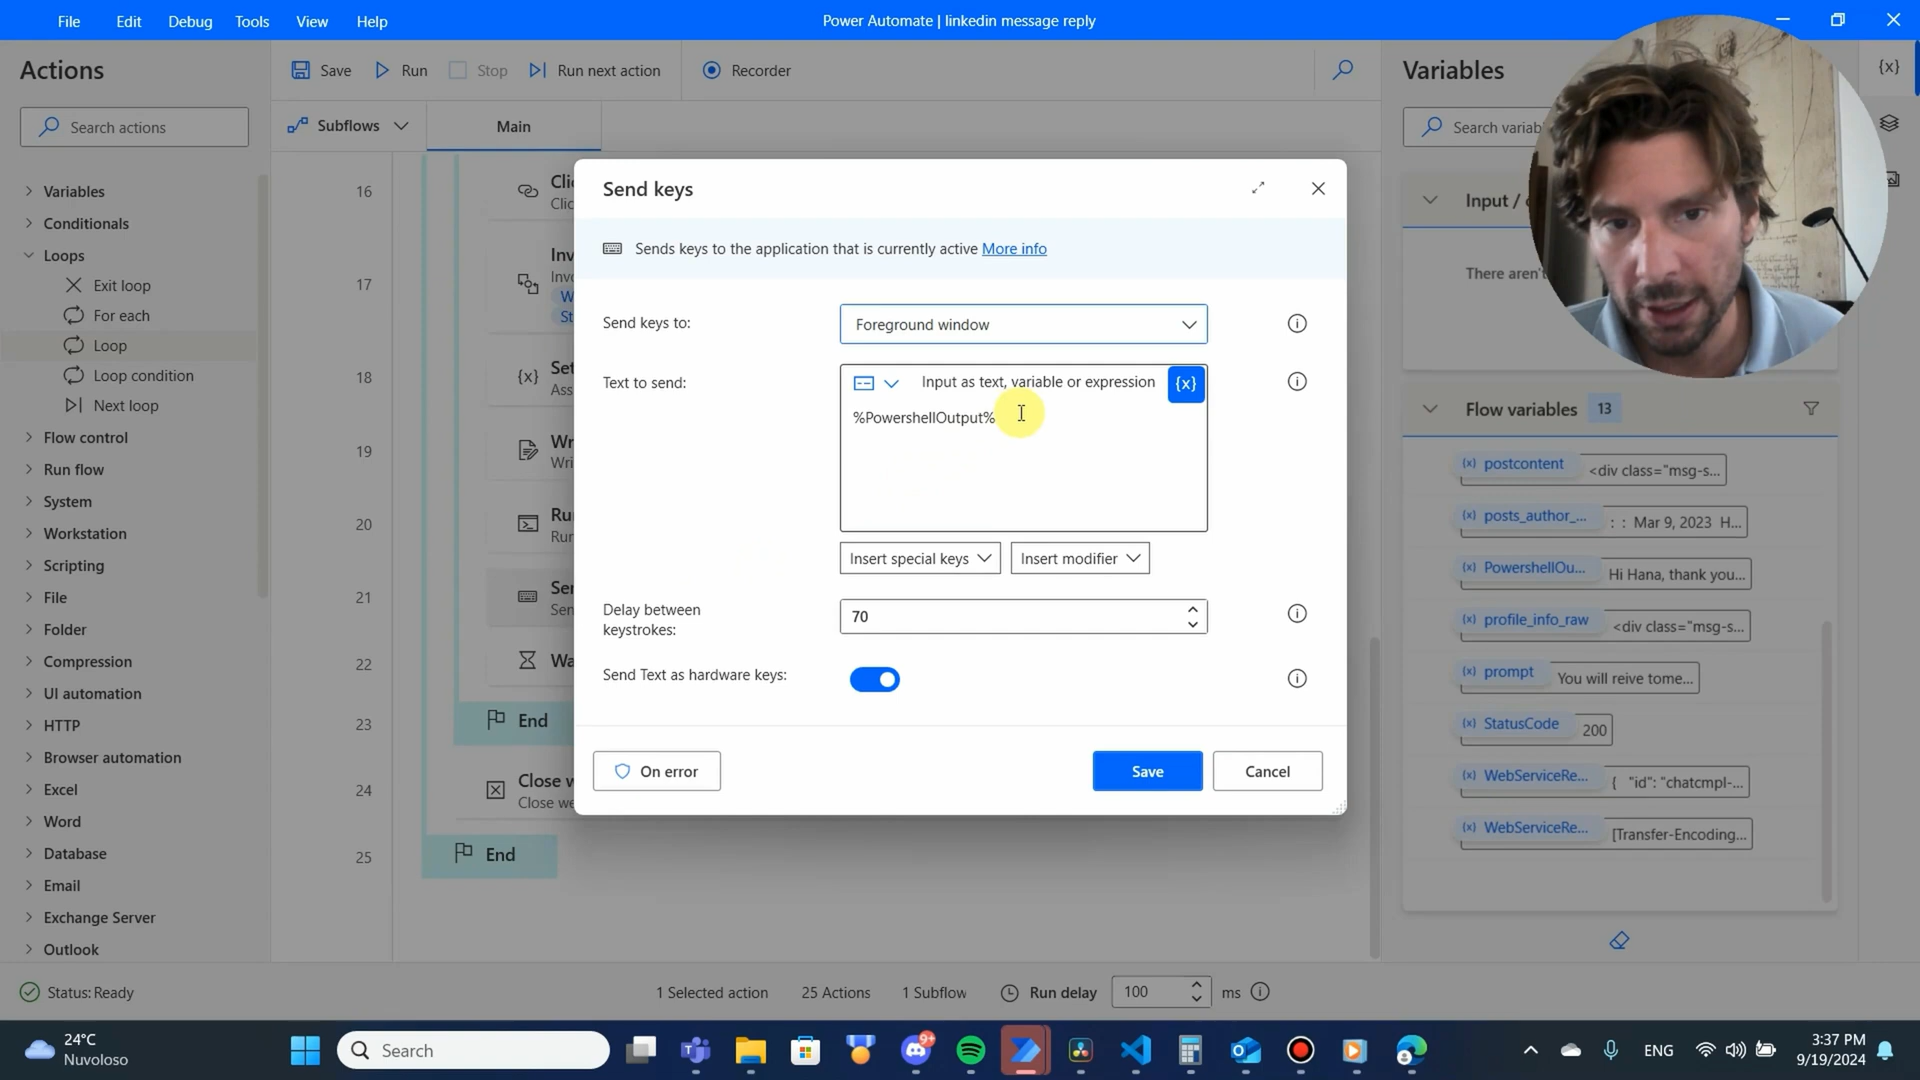 File Edit Debug Tools View Help
Power Automate | linkedin message reply
Actions
Search actions
Variables
Conditionals
Loops
Exit loop
For each
Loop
Loop condition
Next loop
Flow control
Run flow
System
Workstation
Scripting
File
Folder
Compression
UI automation
HTTP
Browser automation
Excel
Word
Database
Email
Exchange Server
Outlook
Save Run Stop Run next action Recorder
Subflows Main
16
17
18
19
20
21
22
23 End
24 Close
25 End
Send keys
Sends keys to the application that is currently active More info
Send keys to: Foreground window
Text to send: Input as text, variable or expression {x}
%PowershellOutput%
Insert special keys Insert modifier
Delay between
keystrokes: 70
Send Text as hardware keys:
On error Save Cancel
Variables {x}
Search variab
Input /
There aren't
Flow variables 13
postcontent <div class="msg-s...
posts_author_... : : Mar 9, 2023 H...
PowershellOu... Hi Hana, thank you...
profile_info_raw <div class="msg-s...
prompt You will reive tome...
StatusCode 200
WebServiceRe... { "id": "chatcmpl-...
WebServiceRe... [Transfer-Encoding...
Status: Ready 1 Selected action 25 Actions 1 Subflow Run delay 100 ms
24°C
Nuvoloso
Search
9+
ENG
3:37 PM
9/19/2024